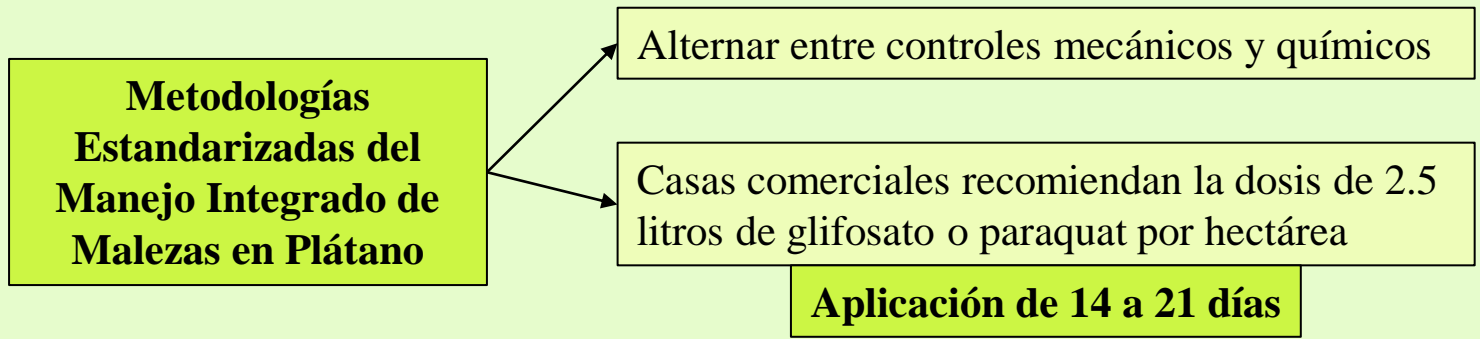 Metodologías
Estandarizadas del
Manejo Integrado de
Malezas en Plátano
Alternar entre controles mecánicos y químicos
Casas comerciales recomiendan la dosis de 2.5
litros de glifosato o paraquat por hectárea
Aplicación de 14 a 21 días